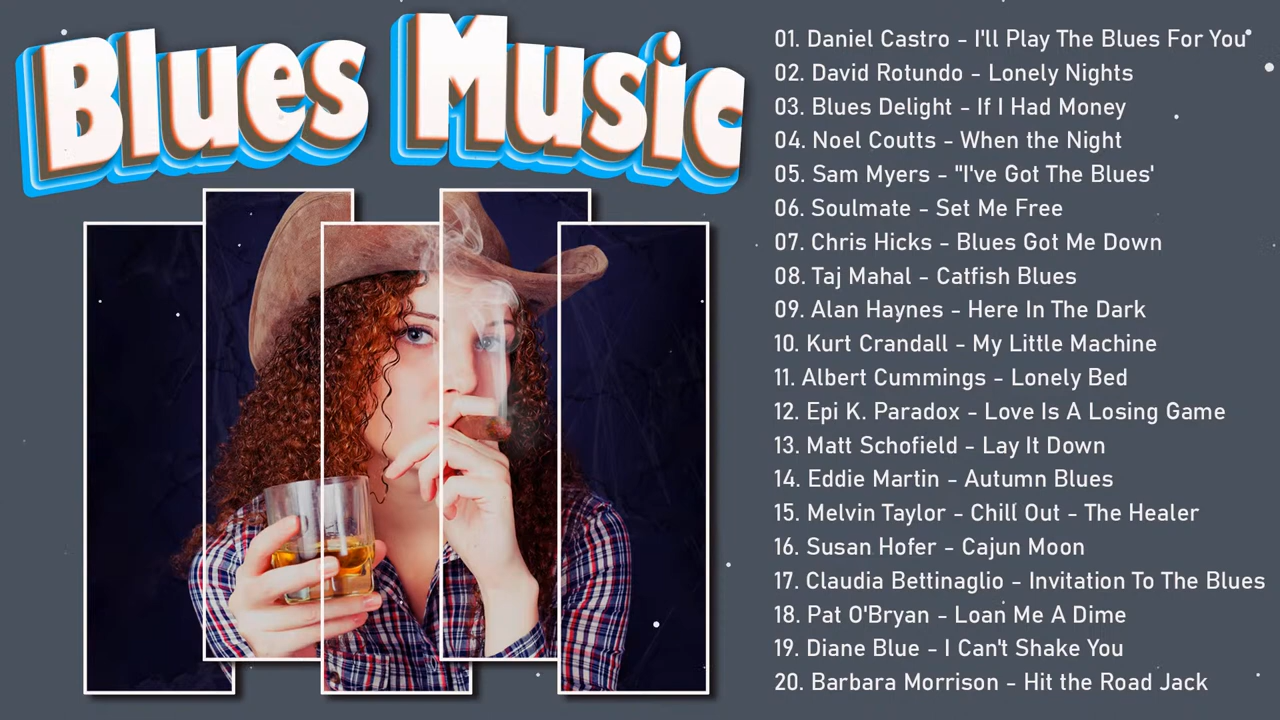 Blues Music
01. Daniel Castro - I'll Play The Blues For You
02. David Rotundo - Lonely Nights
03. Blues Delight - If I Had Money
04. Noel Coutts - When the Night
05. Sam Myers - "I've Got The Blues'
06. Soulmate - Set Me Free
07. Chris Hicks - Blues Got Me Down
08. Taj Mahal - Catfish Blues
09. Alan Haynes - Here In The Dark
10. Kurt Crandall - My Little Machine
11. Albert Cummings - Lonely Bed
12. Epi K. Paradox - Love Is A Losing Game
13. Matt Schofield - Lay It Down
14. Eddie Martin - Autumn Blues
15. Melvin Taylor - Chill Out - The Healer
16. Susan Hofer - Cajun Moon
17. Claudia Bettinaglio - Invitation To The Blues
18. Pat O'Bryan - Loan Me A Dime
19. Diane Blue - I Can't Shake You
20. Barbara Morrison - Hit the Road Jack